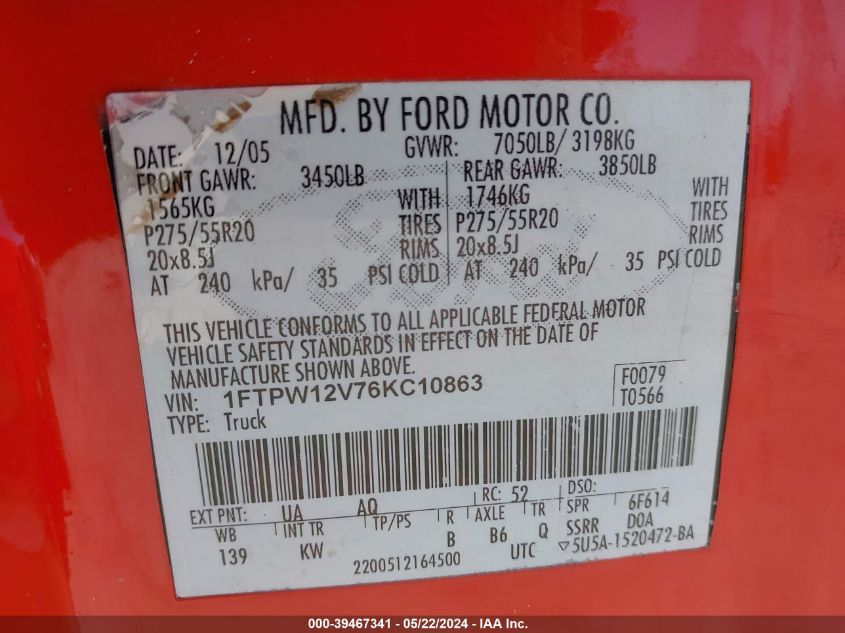 MFD. BY FORD MOTOR CO.
DATE: 12/05 GVWR: 7050LB/ 3198KG
FRONT GAWR: 3450LB REAR GAWR: 3850LB
1565KG WITH 1746KG WITH
P275/55R20 TIRES P275/55R20 TIRES
20x8.5J RIMS 20x8.5J RIMS
AT 240 kPa/ 35 PSI COLD AT 240 kPa/ 35 PSI COLD
THIS VEHICLE CONFORMS TO ALL APPLICABLE FEDERAL MOTOR
VEHICLE SAFETY STANDARDS IN EFFECT ON THE DATE OF
MANUFACTURE SHOWN ABOVE.
VIN: 1FTPW12V76KC10863 F0079
TYPE: Truck T0566
EXT PNT: UA AQ RC: 52 DSO:
WB INT TR TP/PS R AXLE TR SPR 6F614
139 KW B B6 Q SSRR DOA
2200512164500 UTC ▽5U5A-1520472-BA
Ford
000-39467341 - 05/22/2024 - IAA Inc.